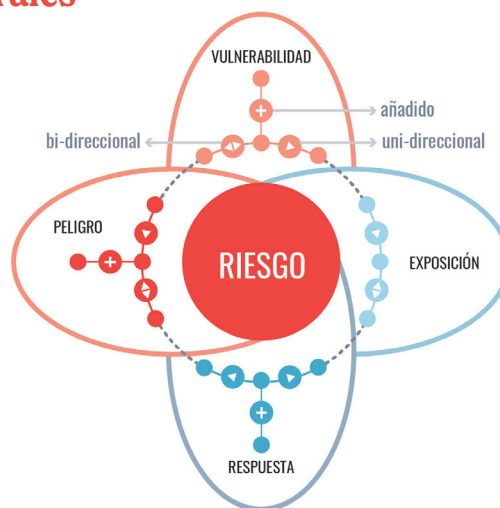 VULNERABILIDAD
añadido
bi-direccional
uni-direccional
PELIGRO
RIESGO
EXPOSICIÓN
RESPUESTA